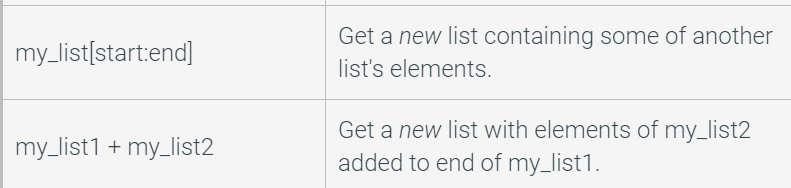 my_list[start:end]
Get a new list containing some of another
list's elements.
my_list1 + my_list2
Get a new list with elements of my_list2
added to end of my_list1.